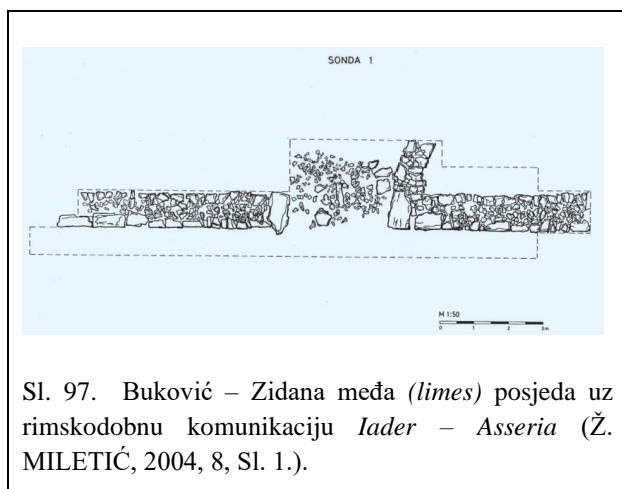 SONDA 1
M 1:50
0 1 2 3m
Sl. 97. Buković – Zidana međa (limes) posjeda uz
rimskodobnu komunikaciju Iader – Asseria (Ž.
MILETIĆ, 2004, 8, Sl. 1.).